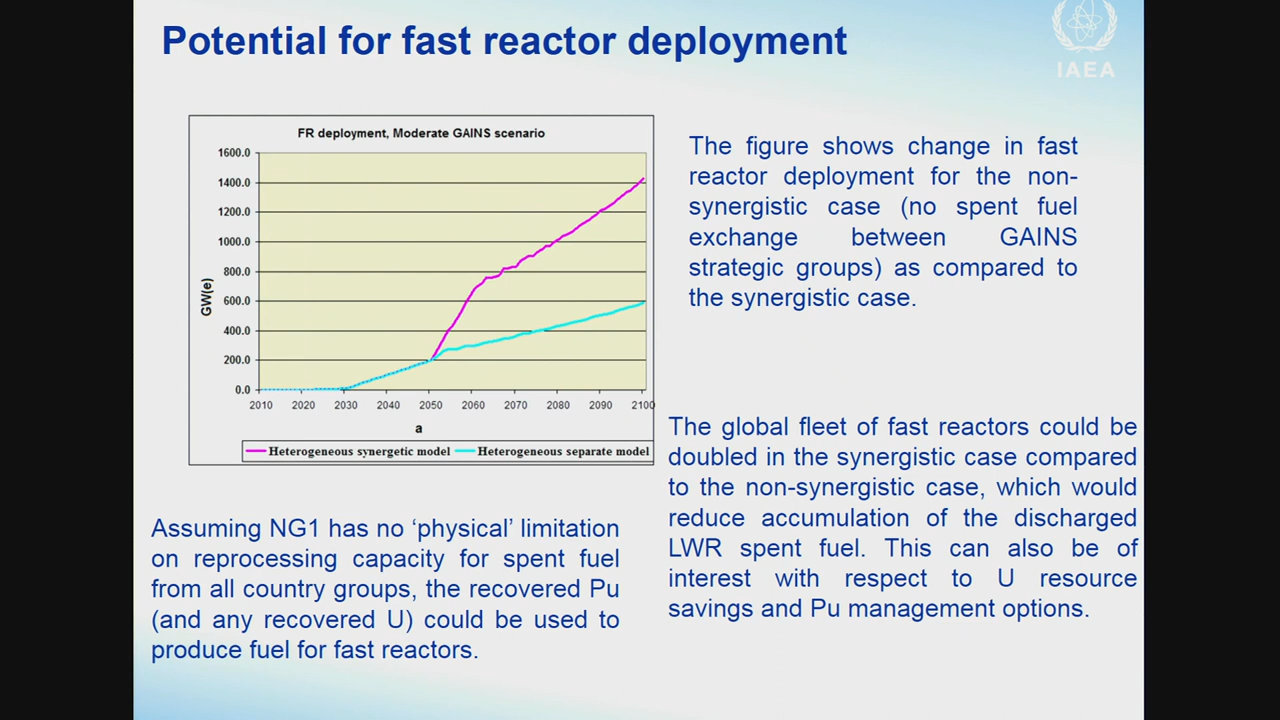 Potential for fast reactor deployment
IAEA
FR deployment, Moderate GAINS scenario
1600.0
1400.0
1200.0
1000.0
800.0
600.0
400.0
200.0
0.0
GW(e)
2010 2020 2030 2040 2050 2060 2070 2080 2090 2100
a
Heterogeneous synergetic model Heterogeneous separate model
The figure shows change in fast
reactor deployment for the non-
synergistic case (no spent fuel
exchange between GAINS
strategic groups) as compared to
the synergistic case.
The global fleet of fast reactors could be
doubled in the synergistic case compared
to the non-synergistic case, which would
reduce accumulation of the discharged
LWR spent fuel. This can also be of
interest with respect to U resource
savings and Pu management options.
Assuming NG1 has no ‘physical’ limitation
on reprocessing capacity for spent fuel
from all country groups, the recovered Pu
(and any recovered U) could be used to
produce fuel for fast reactors.